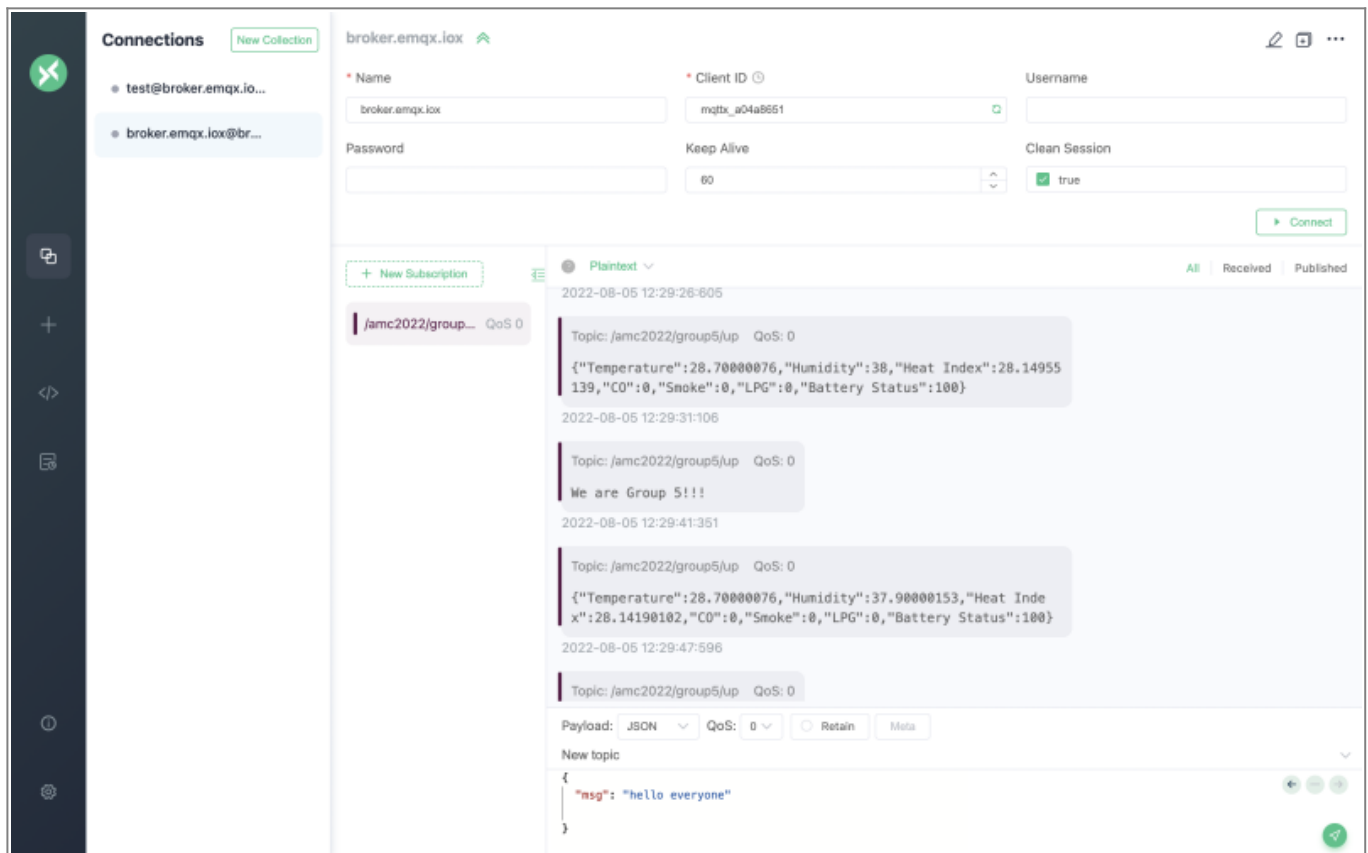 Connections
New Collection
test@broker.emqx.io...
broker.emqx.iox@br...
broker.emqx.iox
* Name
* Client ID
Username
broker.emqx.iox
mqttx_a04a8651
Password
Keep Alive
Clean Session
60
true
Connect
+ New Subscription
/amc2022/group... QoS 0
Plaintext
All
Received
Published
2022-08-05 12:29:26:605
Topic: /amc2022/group5/up QoS: 0
{"Temperature":28.70000076,"Humidity":38,"Heat Index":28.14955
139,"CO":0,"Smoke":0,"LPG":0,"Battery Status":100}
2022-08-05 12:29:31:106
Topic: /amc2022/group5/up QoS: 0
We are Group 5!!!
2022-08-05 12:29:41:351
Topic: /amc2022/group5/up QoS: 0
{"Temperature":28.70000076,"Humidity":37.90000153,"Heat Inde
x":28.14190102,"CO":0,"Smoke":0,"LPG":0,"Battery Status":100}
2022-08-05 12:29:47:596
Topic: /amc2022/group5/up QoS: 0
Payload: JSON QoS: 0 Retain Meta
New topic
{
"msg": "hello everyone"
}